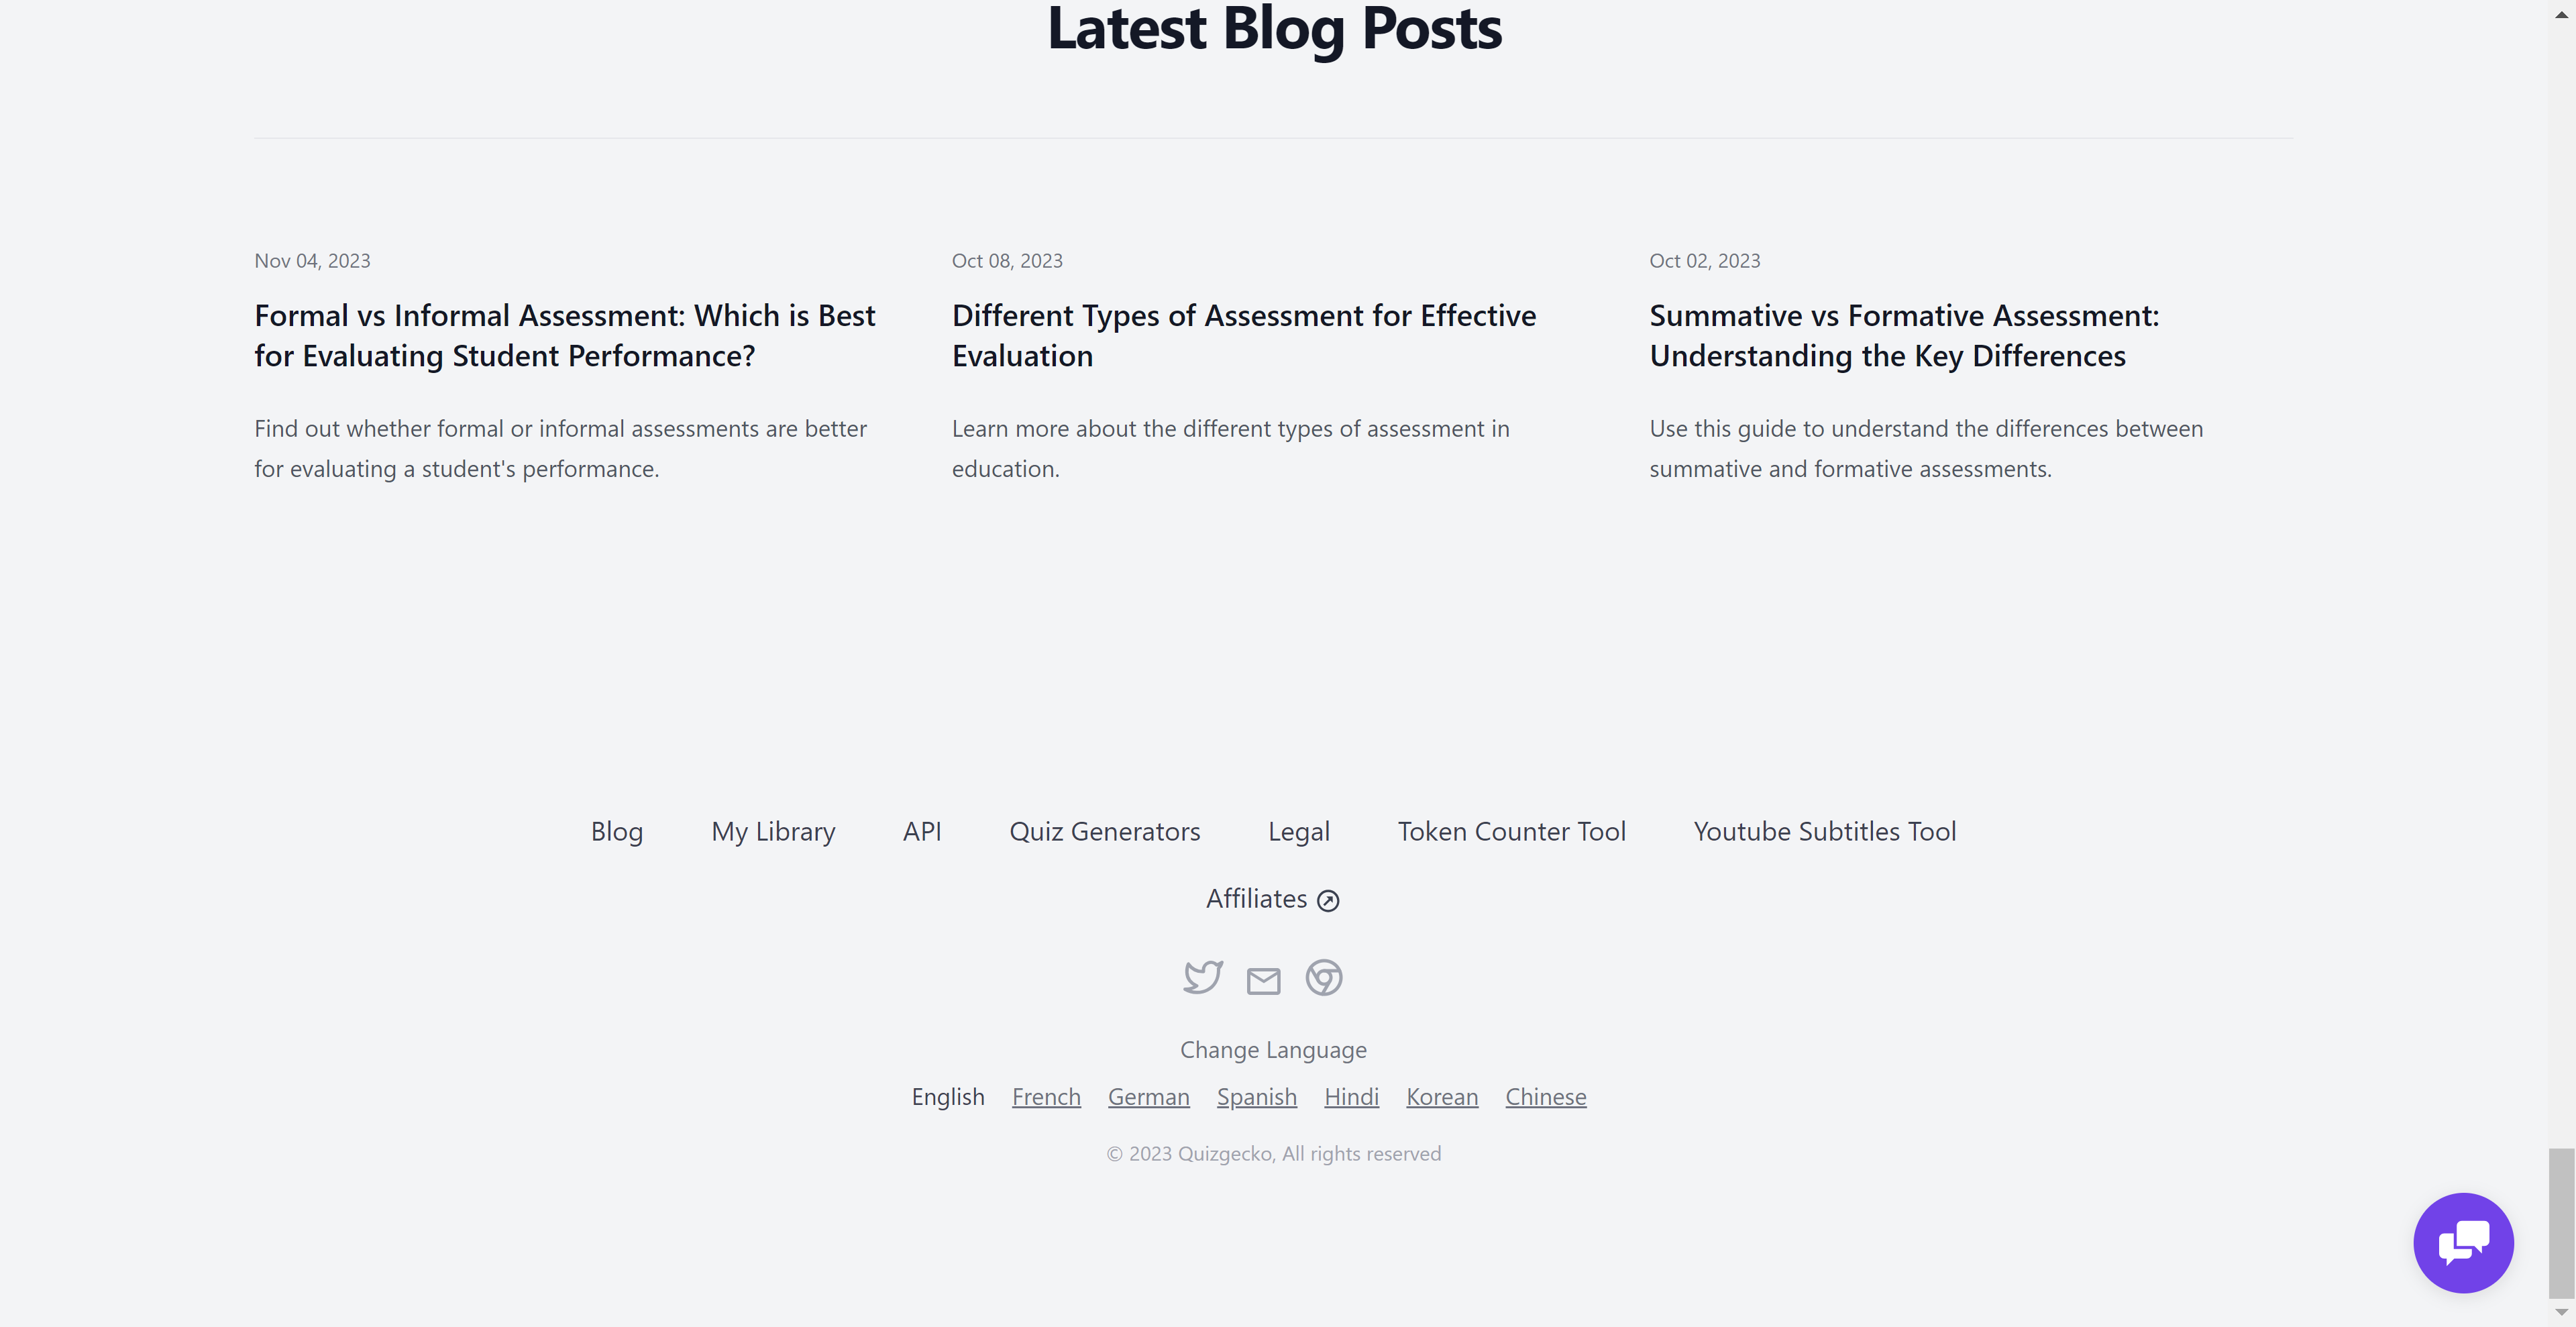 Latest Blog Posts
Nov 04, 2023
Formal vs Informal Assessment: Which is Best
for Evaluating Student Performance?
Find out whether formal or informal assessments are better
for evaluating a student's performance.
Oct 08, 2023
Different Types of Assessment for Effective
Evaluation
Learn more about the different types of assessment in
education.
Oct 02, 2023
Summative vs Formative Assessment:
Understanding the Key Differences
Use this guide to understand the differences between
summative and formative assessments.
Blog My Library API Quiz Generators Legal Token Counter Tool Youtube Subtitles Tool
Affiliates
Change Language
English French German Spanish Hindi Korean Chinese
© 2023 Quizgecko, All rights reserved